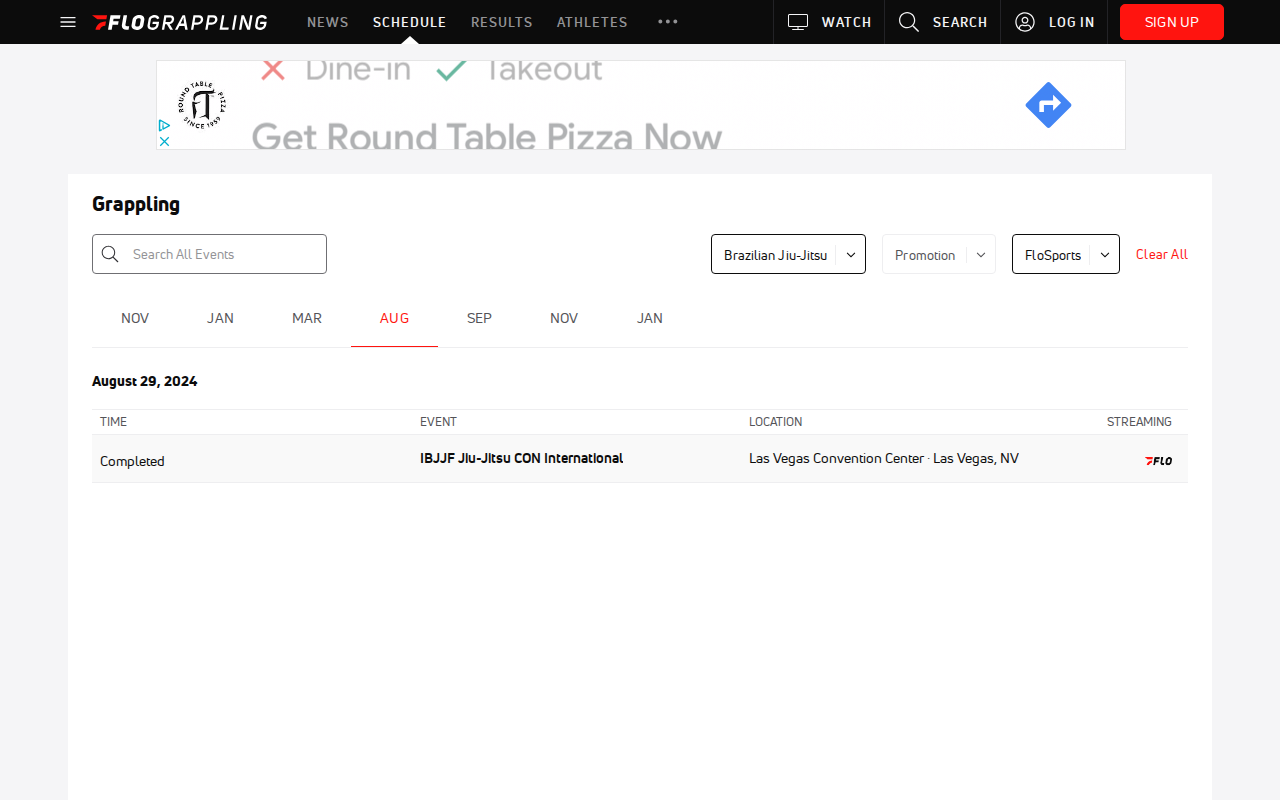 FLOGRAPPLING NEWS SCHEDULE RESULTS ATHLETES WATCH SEARCH LOG IN SIGN UP
Dine-in Takeout
ROUND TABLE PIZZA SINCE 1959
Get Round Table Pizza Now
Grappling
Search All Events Brazilian Jiu-Jitsu Promotion FloSports Clear All
NOV JAN MAR AUG SEP NOV JAN
August 29, 2024
TIME EVENT LOCATION STREAMING
Completed IBJJF Jiu-Jitsu CON International Las Vegas Convention Center · Las Vegas, NV FLO